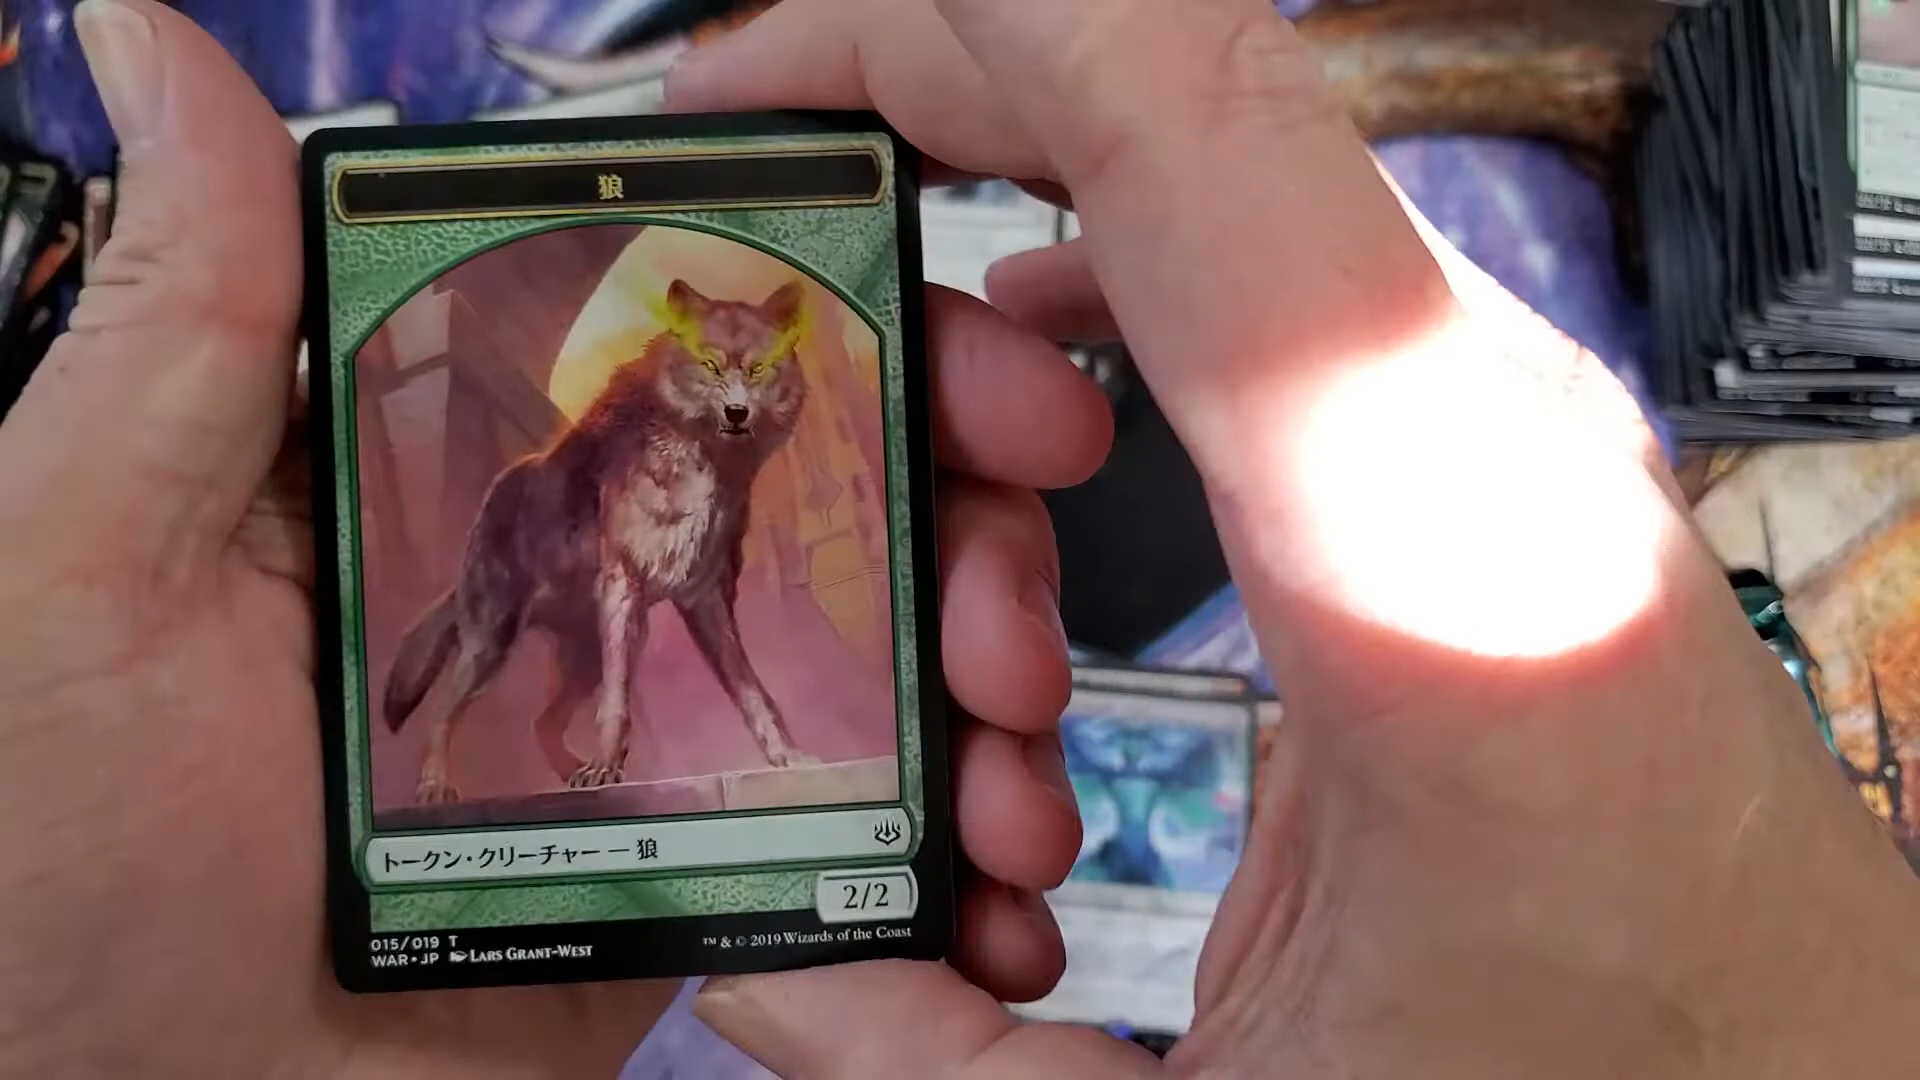 狼
トークン・クリーチャー — 狼
2/2
015/019 T
WAR • JP LARS GRANT-WEST
™ & © 2019 Wizards of the Coast